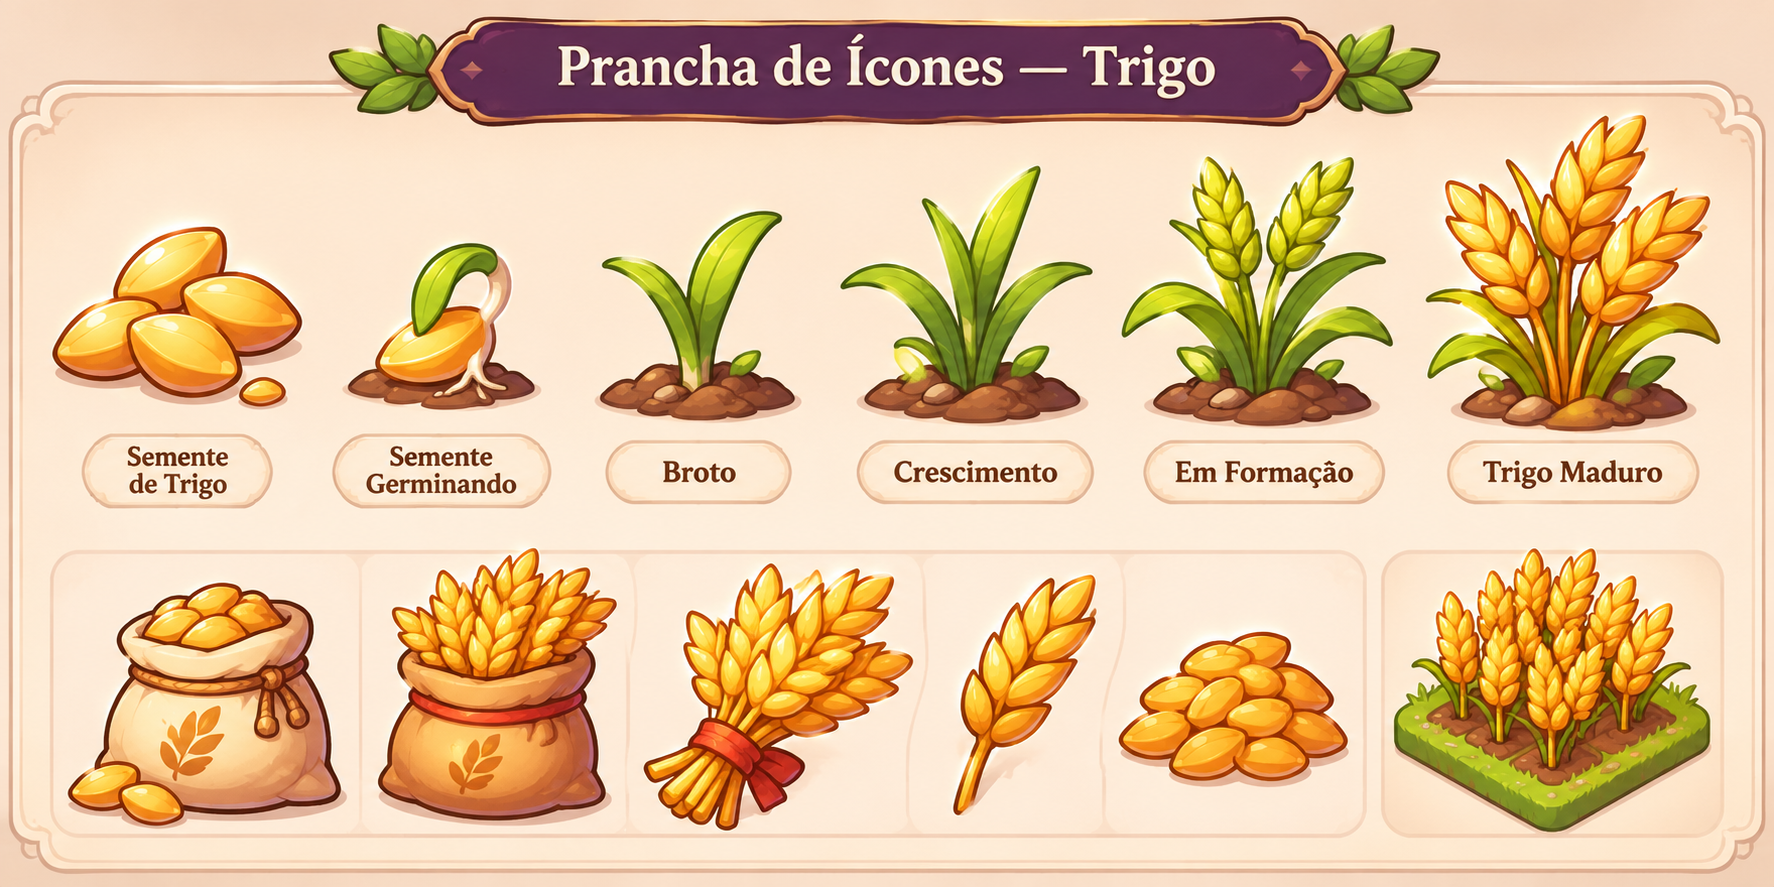 Prancha de Ícones — Trigo
Semente
de Trigo
Semente
Germinando
Broto
Crescimento
Em Formação
Trigo Maduro